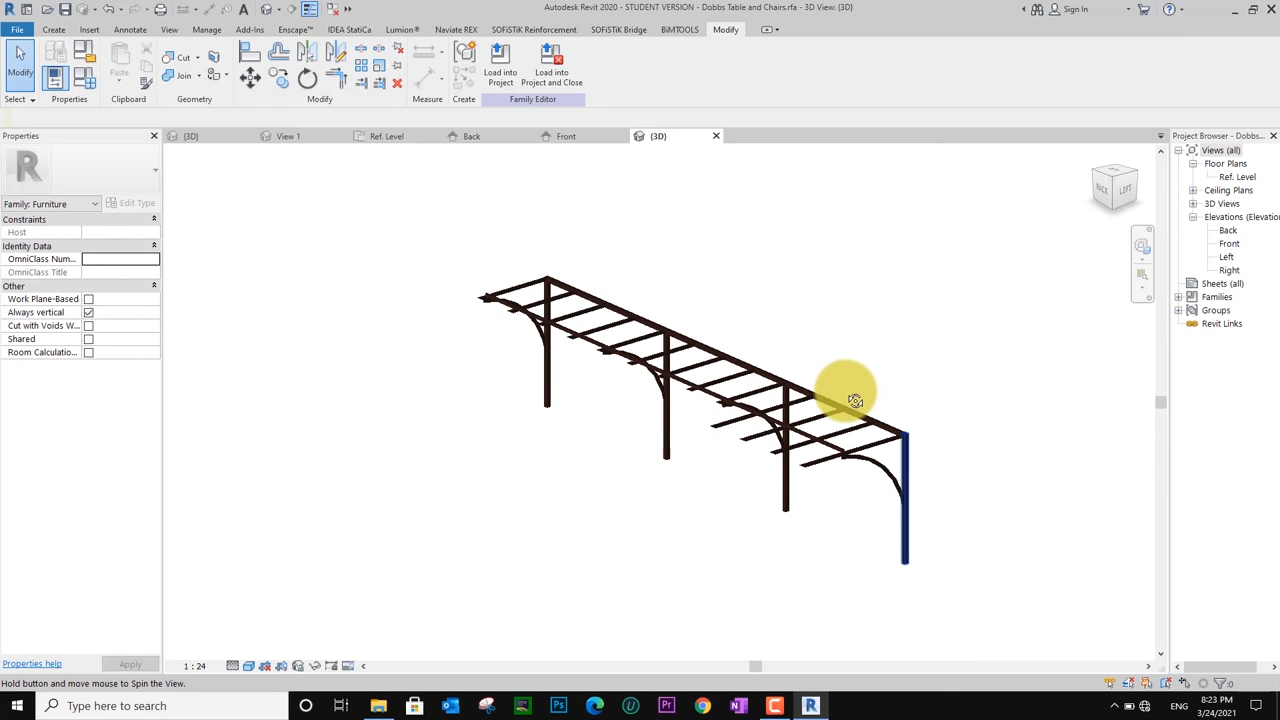 Autodesk Revit 2020 - STUDENT VERSION - Dobbs Table and Chairs.rfa - 3D View: {3D}
Sign In
File Create Insert Annotate View Manage Add-Ins Enscape™ IDEA StatiCa Lumion® Naviate REX SOFiSTiK Reinforcement SOFiSTiK Bridge BiMTOOLS Modify
Modify
Paste
Cut
Join
Load into
Project
Load into
Project and Close
Select Properties Clipboard Geometry Modify Measure Create Family Editor
Properties
{3D} View 1 Ref. Level Back Front {3D}
Project Browser - Dobbs...
Family: Furniture
Edit Type
Constraints
Host
Identity Data
OmniClass Num...
OmniClass Title
Other
Work Plane-Based
Always vertical
Cut with Voids W...
Shared
Room Calculatio...
BACK
LEFT
Views (all)
Floor Plans
Ref. Level
Ceiling Plans
3D Views
Elevations (Elevation
Back
Front
Left
Right
Sheets (all)
Families
Groups
Revit Links
Properties help
Apply
1 : 24
Hold button and move mouse to Spin the View.
:0
Type here to search
ENG
8:23 PM
3/24/2021